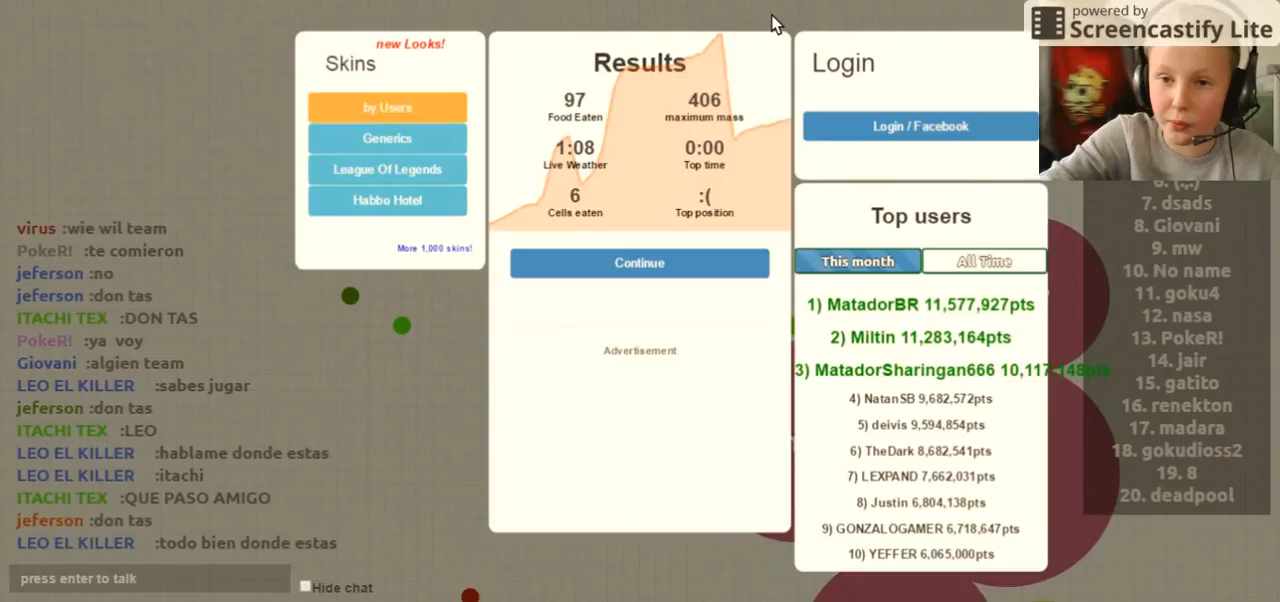 powered by
Screencastify Lite
new Looks!
Skins
by Users
Generics
League Of Legends
Habbo Hotel
More 1,000 skins!
Results
97
Food Eaten
406
maximum mass
1:08
Live Weather
0:00
Top time
6
Cells eaten
:(
Top position
Continue
Advertisement
Login
Login / Facebook
Top users
This month
All Time
1) MatadorBR 11,577,927pts
2) Miltin 11,283,164pts
3) MatadorSharingan666 10,117,148pts
4) NatanSB 9,682,572pts
5) deivis 9,594,854pts
6) TheDark 8,682,541pts
7) LEXPAND 7,662,031pts
8) Justin 6,804,138pts
9) GONZALOGAMER 6,718,647pts
10) YEFFER 6,065,000pts
7. dsads
8. Giovani
9. mw
10. No name
11. goku4
12. nasa
13. PokeR!
14. jair
15. gatito
16. renekton
17. madara
18. gokudioss2
19. 8
20. deadpool
virus :wie wil team
PokeR! :te comieron
jeferson :no
jeferson :don tas
ITACHI TEX :DON TAS
PokeR! :ya voy
Giovani :algien team
LEO EL KILLER :sabes jugar
jeferson :don tas
ITACHI TEX :LEO
LEO EL KILLER :hablame donde estas
LEO EL KILLER :itachi
ITACHI TEX :QUE PASO AMIGO
jeferson :don tas
LEO EL KILLER :todo bien donde estas
press enter to talk
Hide chat